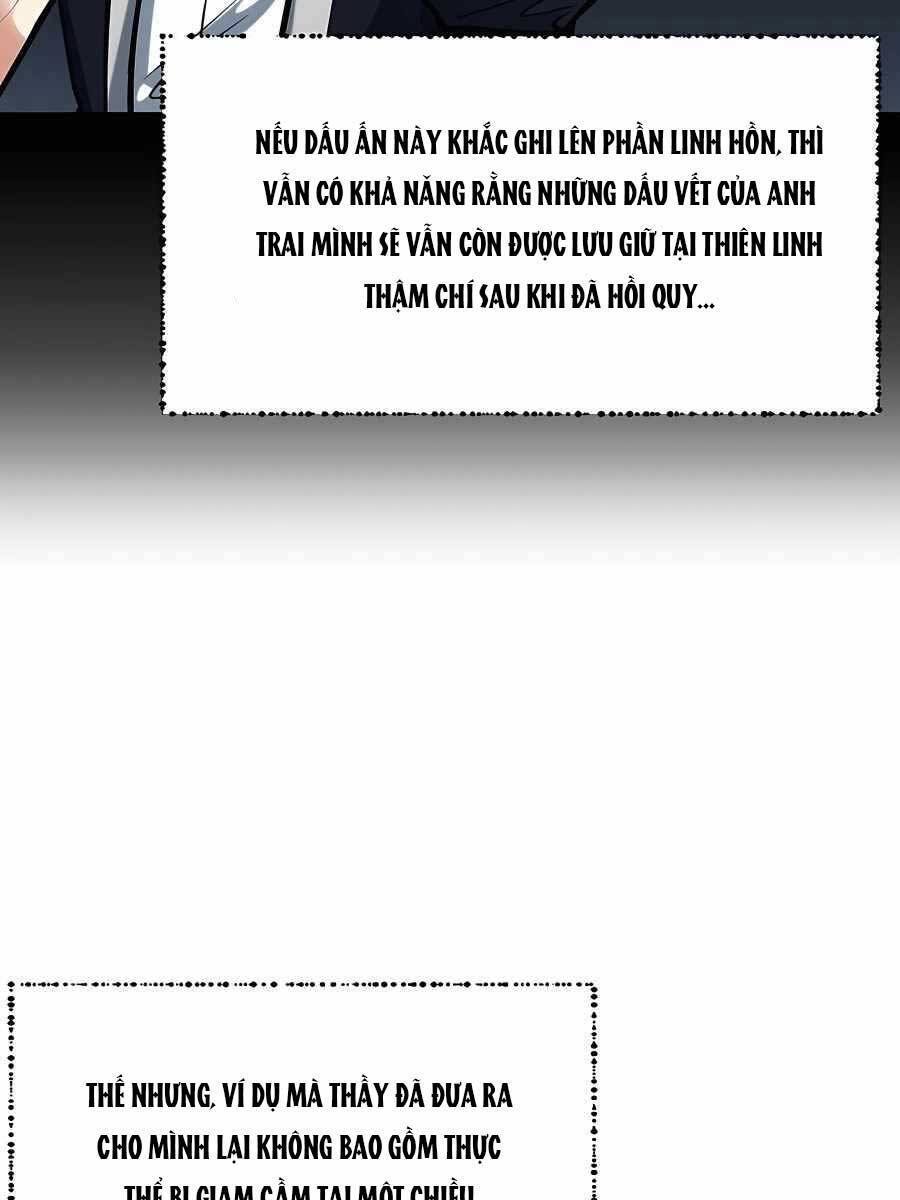 NẾU DẤU ẤN NÀY KHẮC GHI LÊN PHẦN LINH HỒN, THÌ
VẪN CÓ KHẢ NĂNG RẰNG NHỮNG DẤU VẾT CỦA ANH
TRAI MÌNH SẼ VẪN CÒN ĐƯỢC LƯU GIỮ TẠI THIÊN LINH
THẬM CHÍ SAU KHI ĐÃ HỒI QUY...
THẾ NHƯNG, VÍ DỤ MÀ THẦY ĐÃ ĐƯA RA
CHO MÌNH LẠI KHÔNG BAO GỒM THỰC
THỂ BỊ GIAM CẦM TẠI MỘT CHIỀU